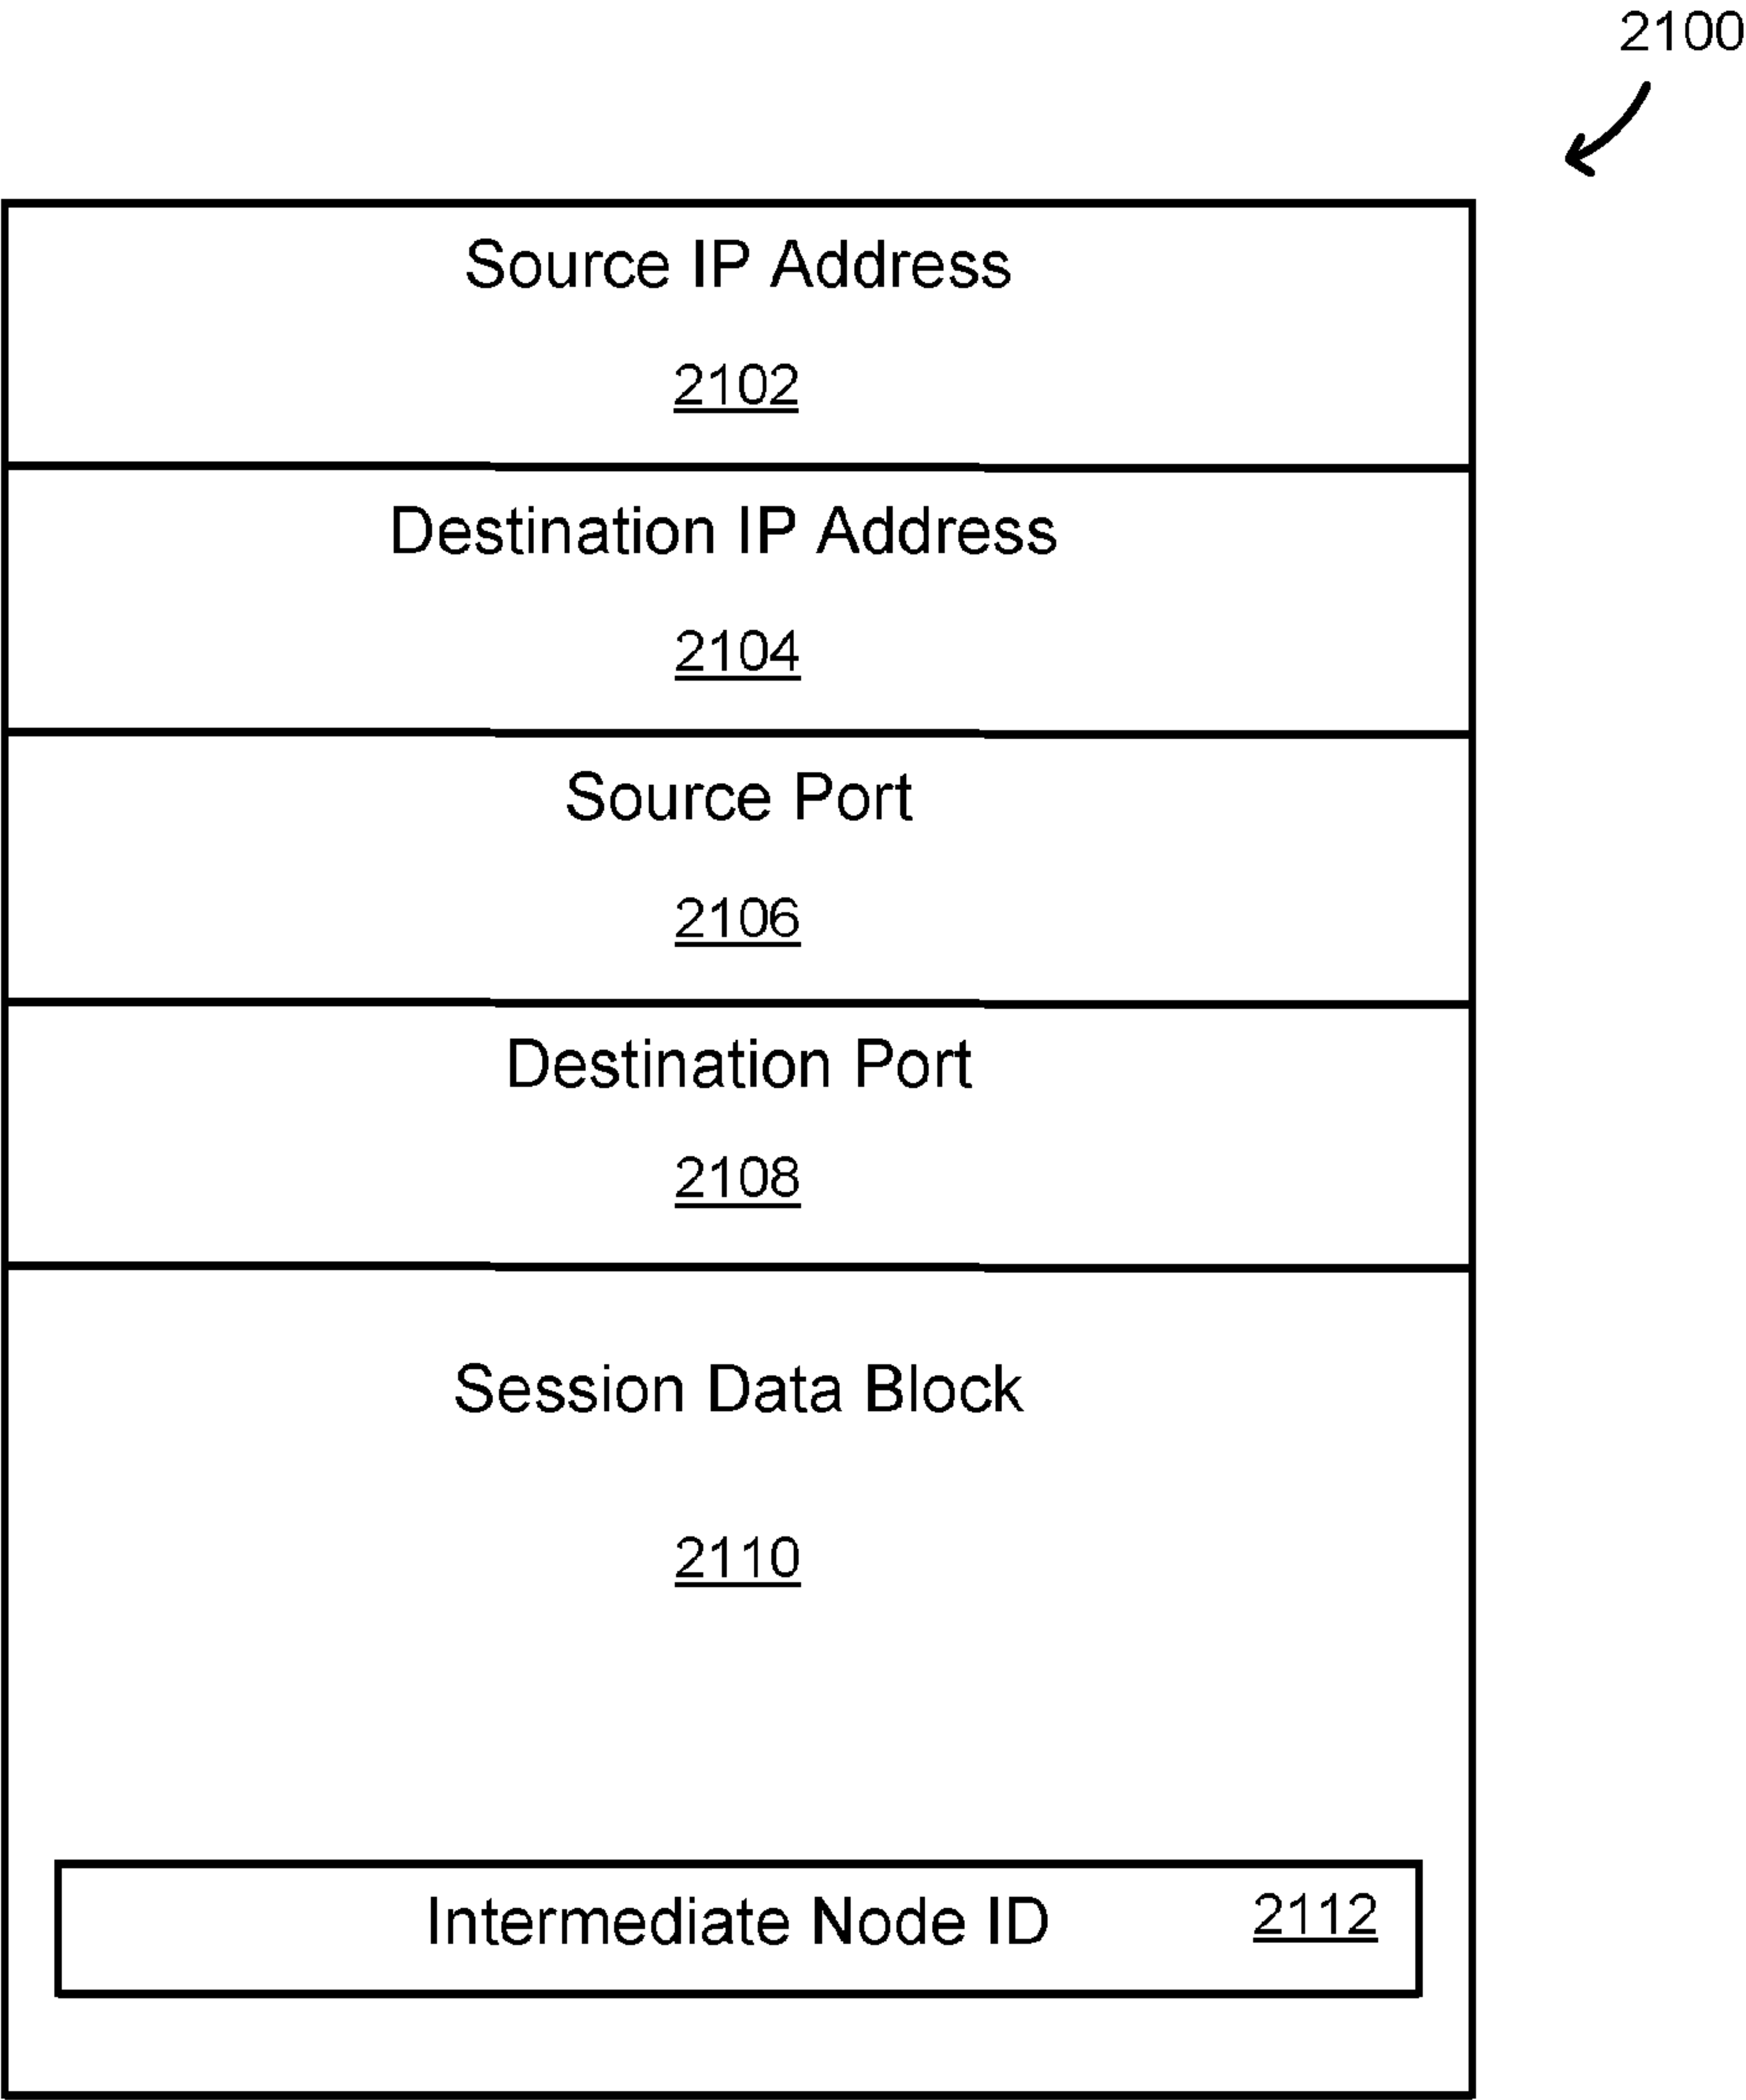 2100
Source IP Address
2102
Destination IP Address
2104
Source Port
2106
Destination Port
2108
Session Data Block
2110
Intermediate Node ID 2112